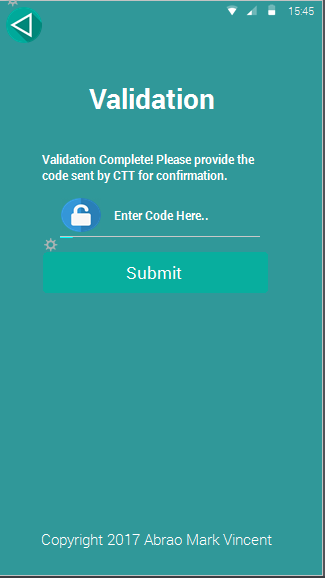 15:45
Validation
Validation Complete! Please provide the
code sent by CTT for confirmation.
Enter Code Here..
Submit
Copyright 2017 Abrao Mark Vincent